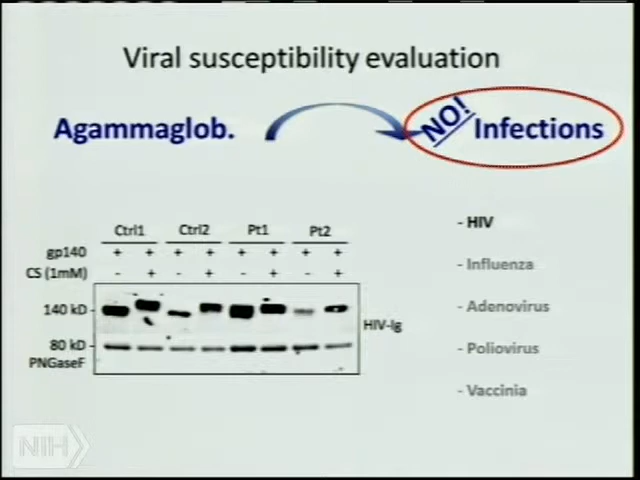 Viral susceptibility evaluation
Agammaglob.
NO! Infections
Ctrl1 Ctrl2 Pt1 Pt2
gp140 + + + + + + + +
CS (1mM) - + - + - + - +
140 kD
HIV-Ig
80 kD
PNGaseF
- HIV
- Influenza
- Adenovirus
- Poliovirus
- Vaccinia
NIH